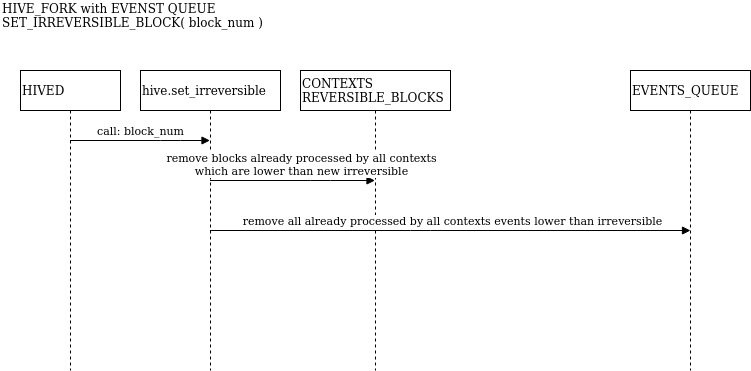 HIVE_FORK with EVENST QUEUE
SET_IRREVERSIBLE_BLOCK( block_num )
HIVED
hive.set_irreversible
CONTEXTS
REVERSIBLE_BLOCKS
EVENTS_QUEUE
call: block_num
remove blocks already processed by all contexts
which are lower than new irreversible
remove all already processed by all contexts events lower than irreversible